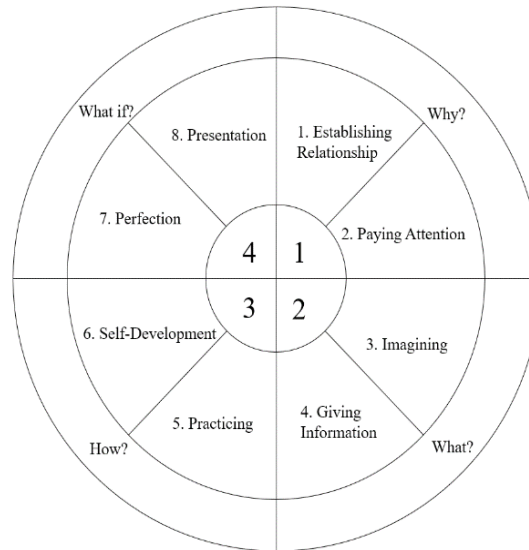 What if?
Why?
8. Presentation
1. Establishing
Relationship
7. Perfection
2. Paying Attention
4
1
3
2
6. Self-Development
3. Imagining
5. Practicing
4. Giving
Information
How?
What?